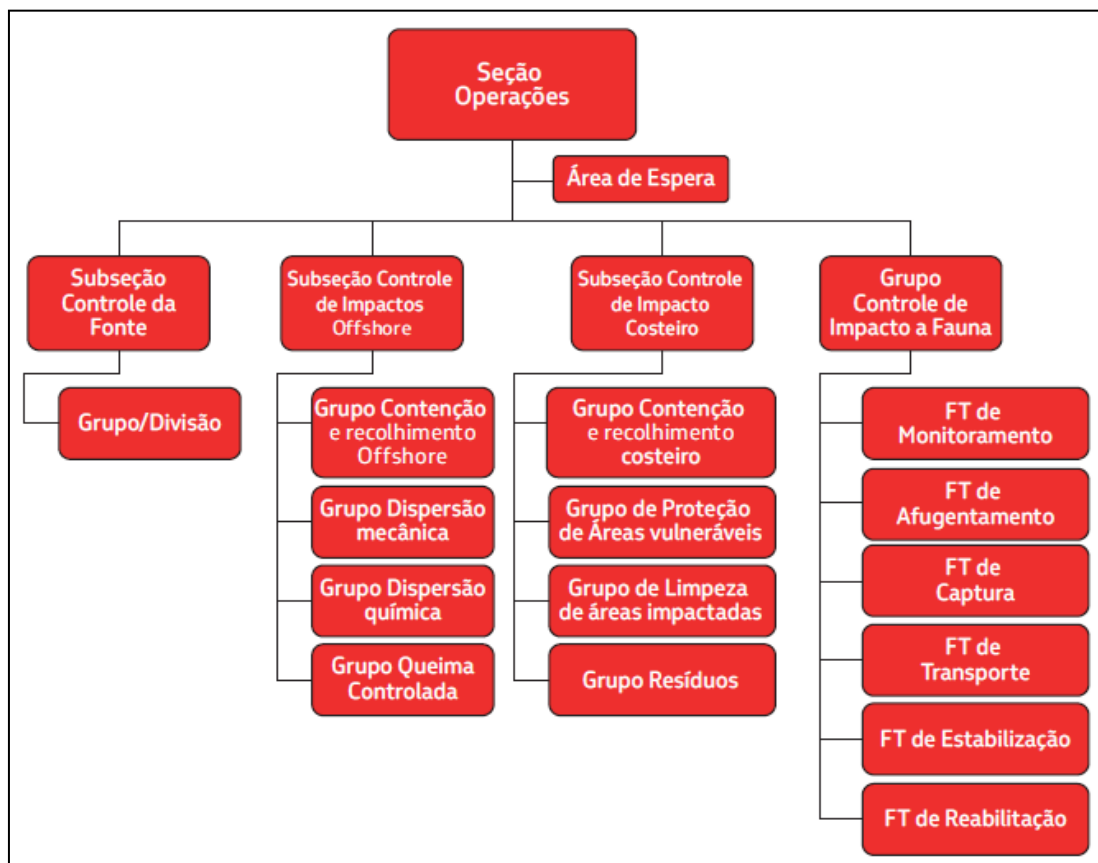 Seção
Operações
Área de Espera
Subseção
Controle da
Fonte
Grupo/Divisão
Subseção Controle
de Impactos
Offshore
Grupo Contenção
e recolhimento
Offshore
Grupo Dispersão
mecânica
Grupo Dispersão
química
Grupo Queima
Controlada
Subseção Controle
de Impacto
Costeiro
Grupo Contenção
e recolhimento
costeiro
Grupo de Proteção
de Áreas vulneráveis
Grupo de Limpeza
de áreas impactadas
Grupo Resíduos
Grupo
Controle de
Impacto a Fauna
FT de
Monitoramento
FT de
Afugentamento
FT de
Captura
FT de
Transporte
FT de Estabilização
FT de Reabilitação